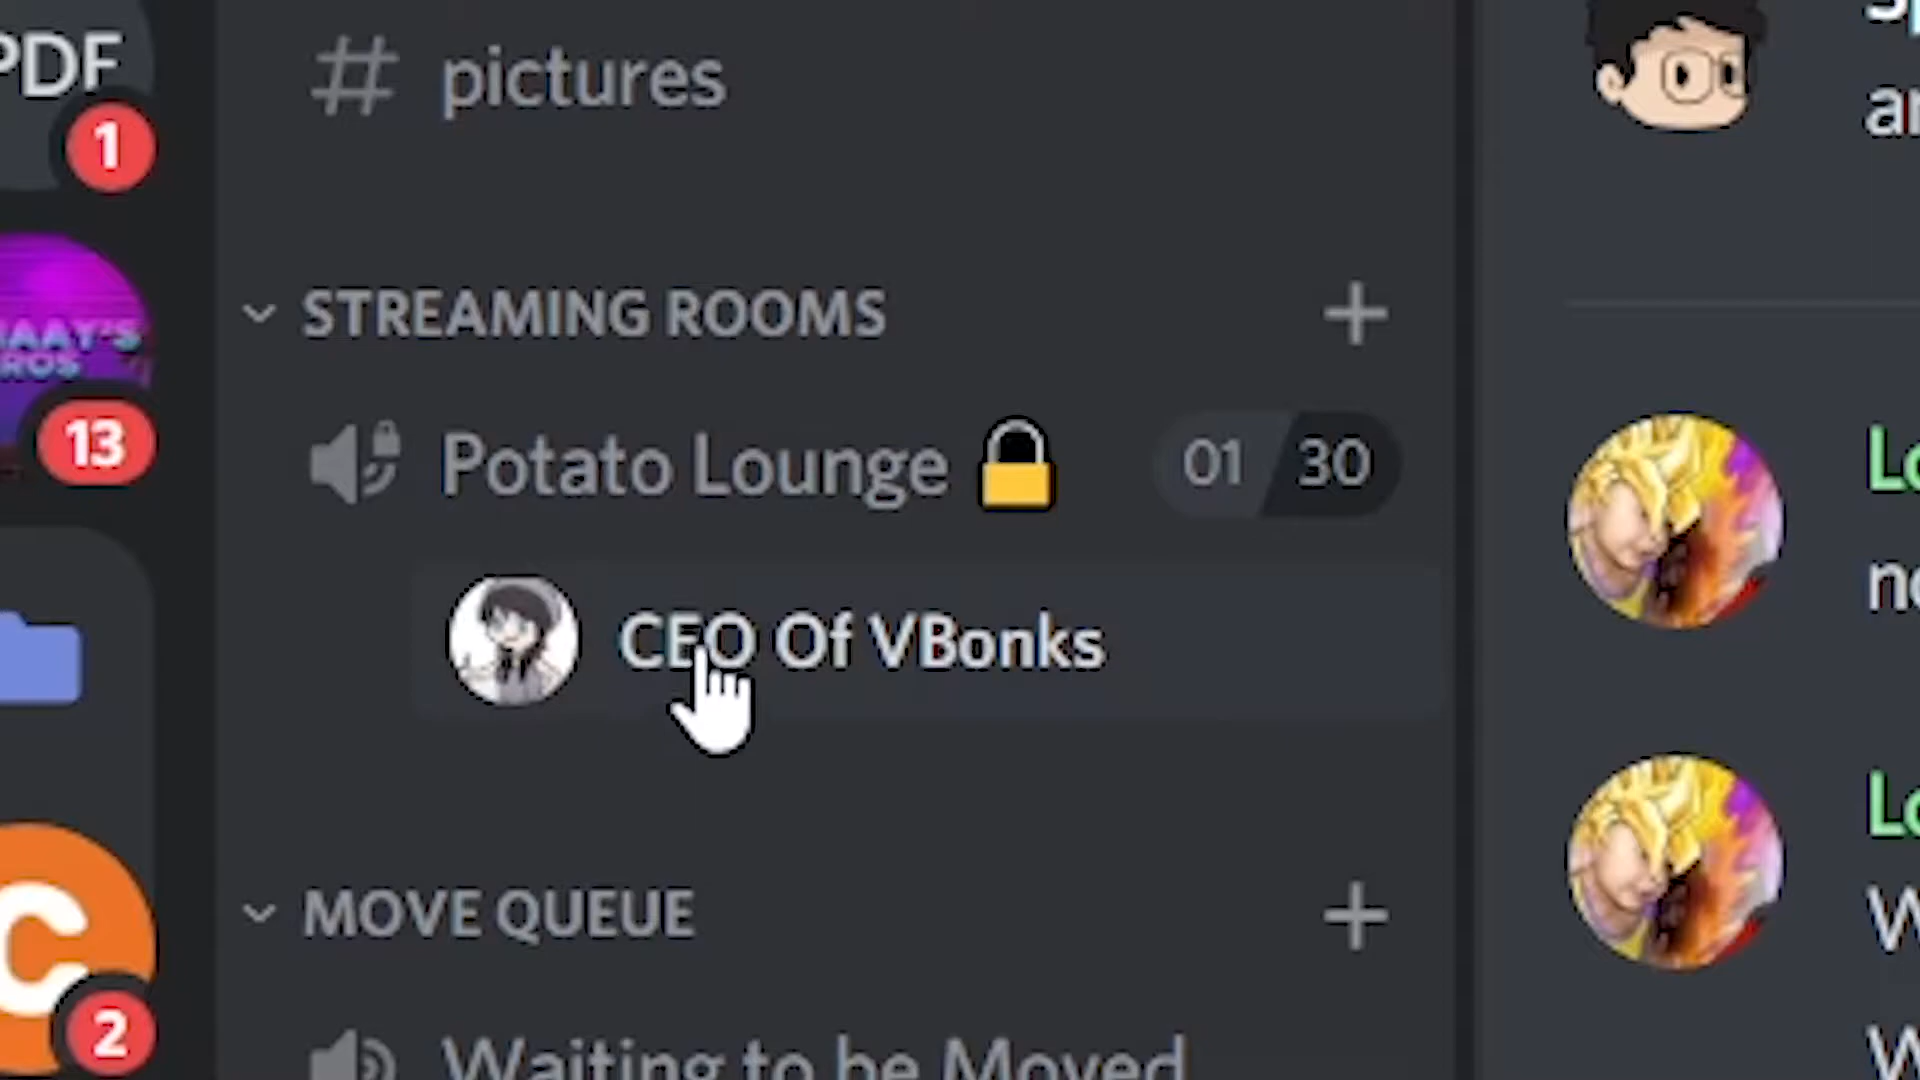 PDF
1
pictures
STREAMING ROOMS
13
Potato Lounge 01 30
CEO Of VBonks
MOVE QUEUE
C
2
Waiting to be Moved